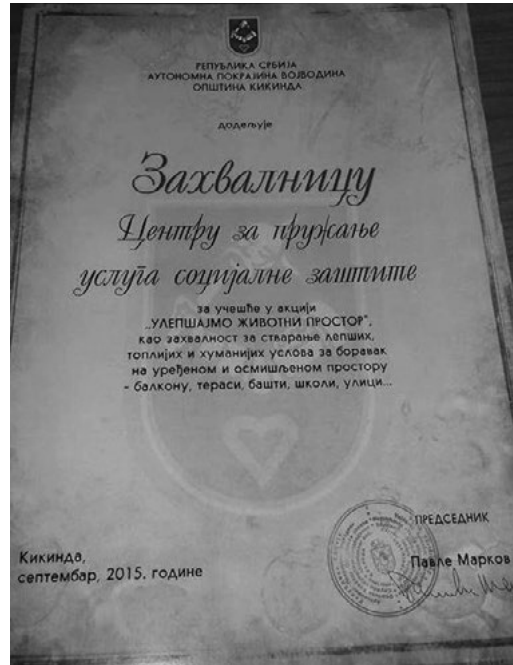 РЕПУБЛИКА СРБИЈА
АУТОНОМНА ПОКРАЈИНА ВОЈВОДИНА
ОПШТИНА КИКИНДА
додељује
Захвалницу
Центру за пружање
услуга социјалне заштите
за учешће у акцији
„УЛЕПШАЈМО ЖИВОТНИ ПРОСТОР",
као захвалност за стварање лепших,
топлијих и хуманијих услова за боравак
на уређеном и осмишљеном простору
- балкону, тераси, башти, школи, улици...
ПРЕДСЕДНИК
Кикинда,
Павле Марков
септембар, 2015. године